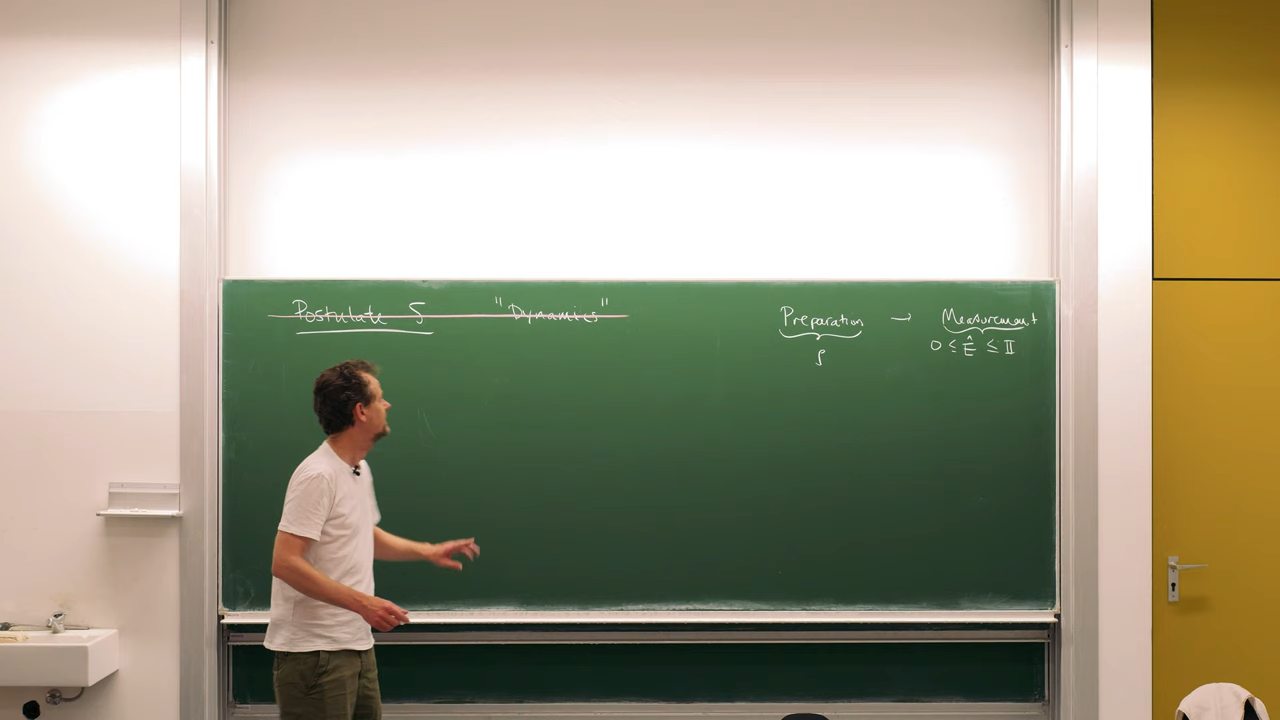 Postulate 5 "Dynamics"
Preparation → Measurement
ρ 0 ≤ Ê ≤ 𝕀